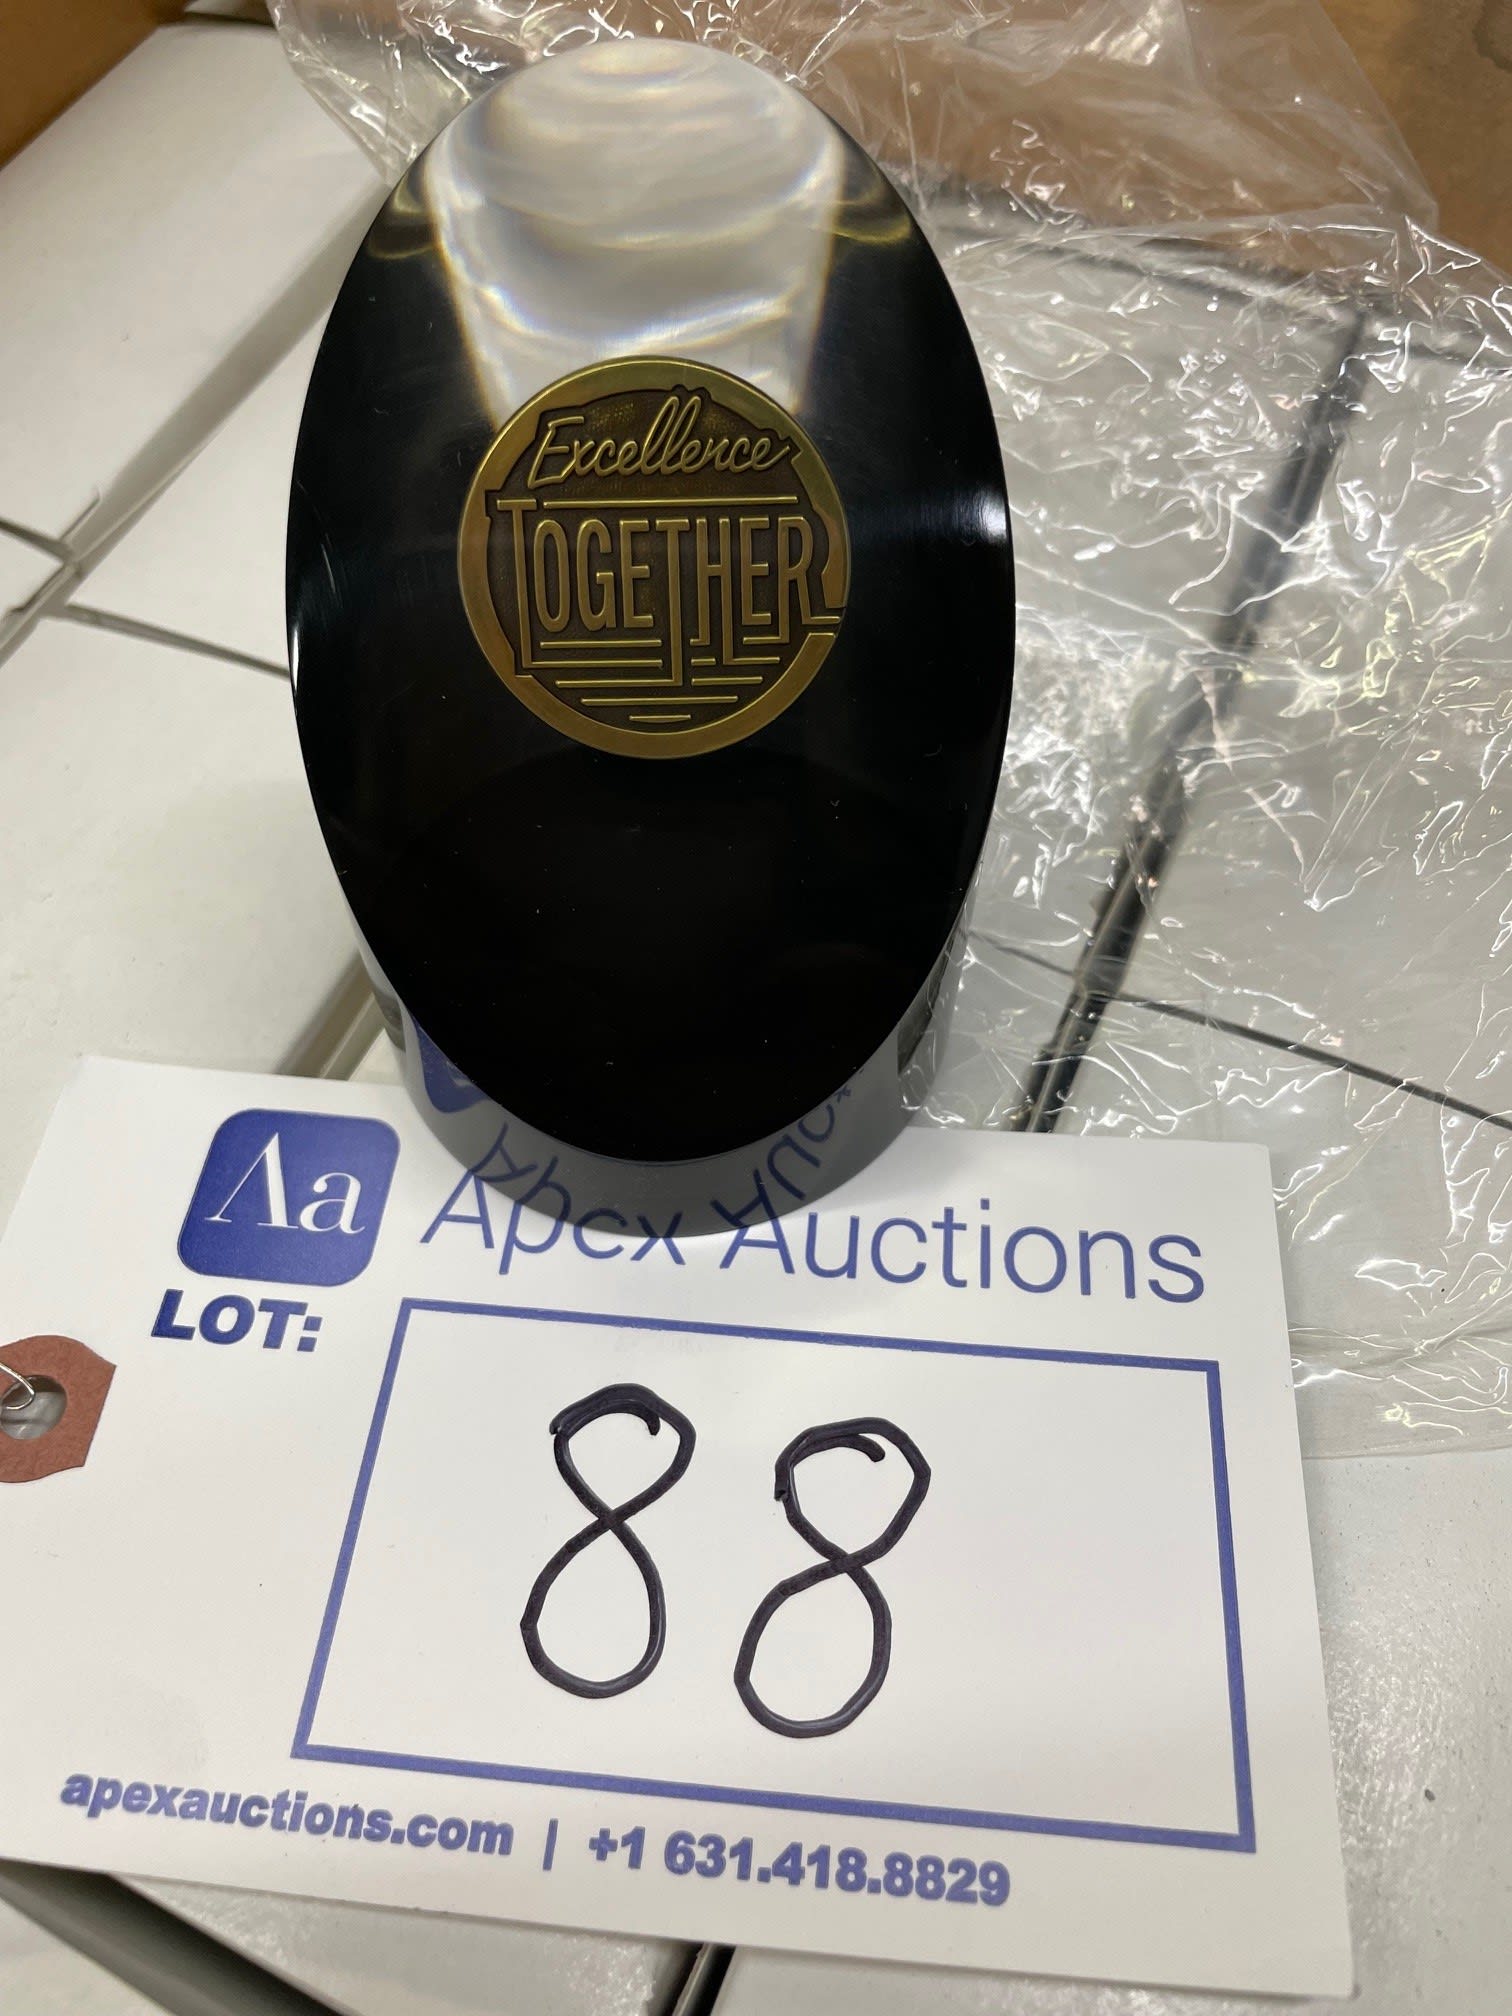 Excellence
TOGETHER
Aa
Apex Auctions
LOT:
88
apexauctions.com | +1 631.418.8829